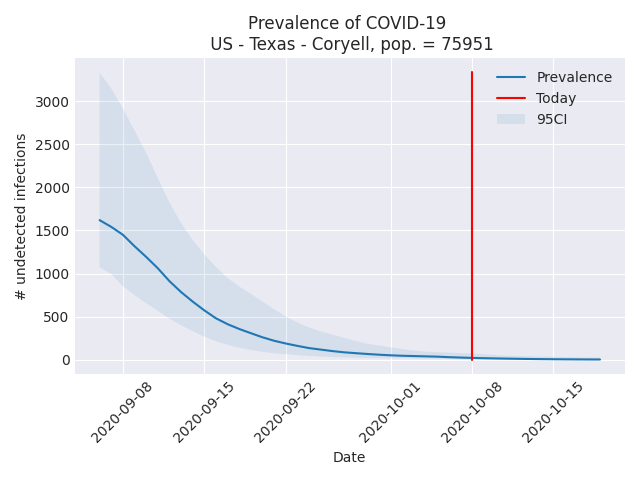 Prevalence of COVID-19
US - Texas - Coryell, pop. = 75951
Prevalence
Today
95CI
# undetected infections
3000
2500
2000
1500
1000
500
0
2020-09-08
2020-09-15
2020-09-22
2020-10-01
2020-10-08
2020-10-15
Date